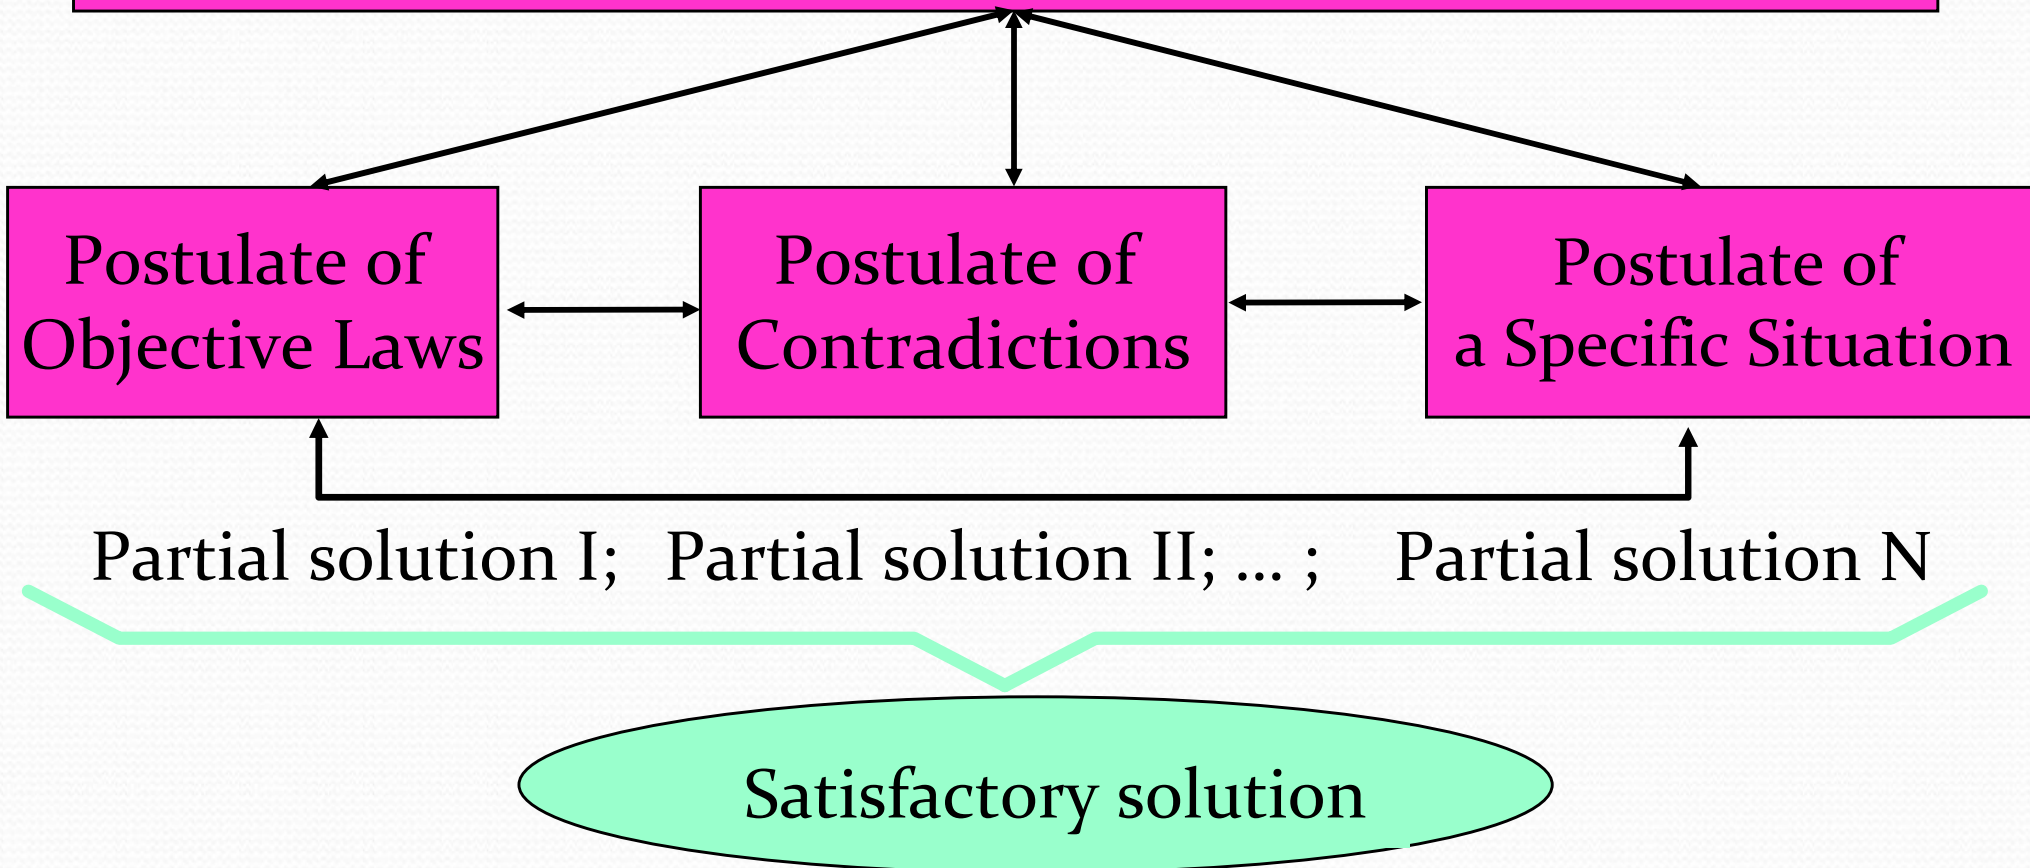 Postulate of
Objective Laws
Postulate of
Contradictions
Postulate of
a Specific Situation
Partial solution I; Partial solution II; ... ; Partial solution N
Satisfactory solution